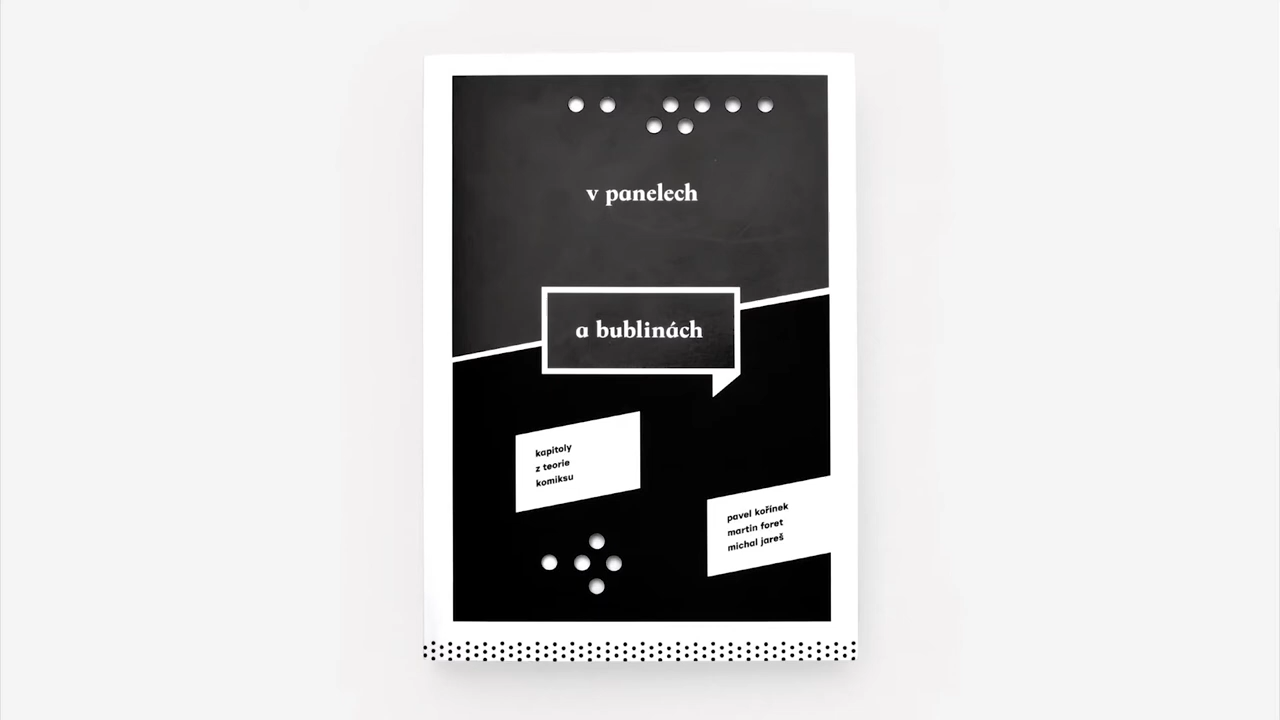 v panelech
a bublinách
kapitoly
z teorie
komiksu
pavel kořínek
martin foret
michal jareš